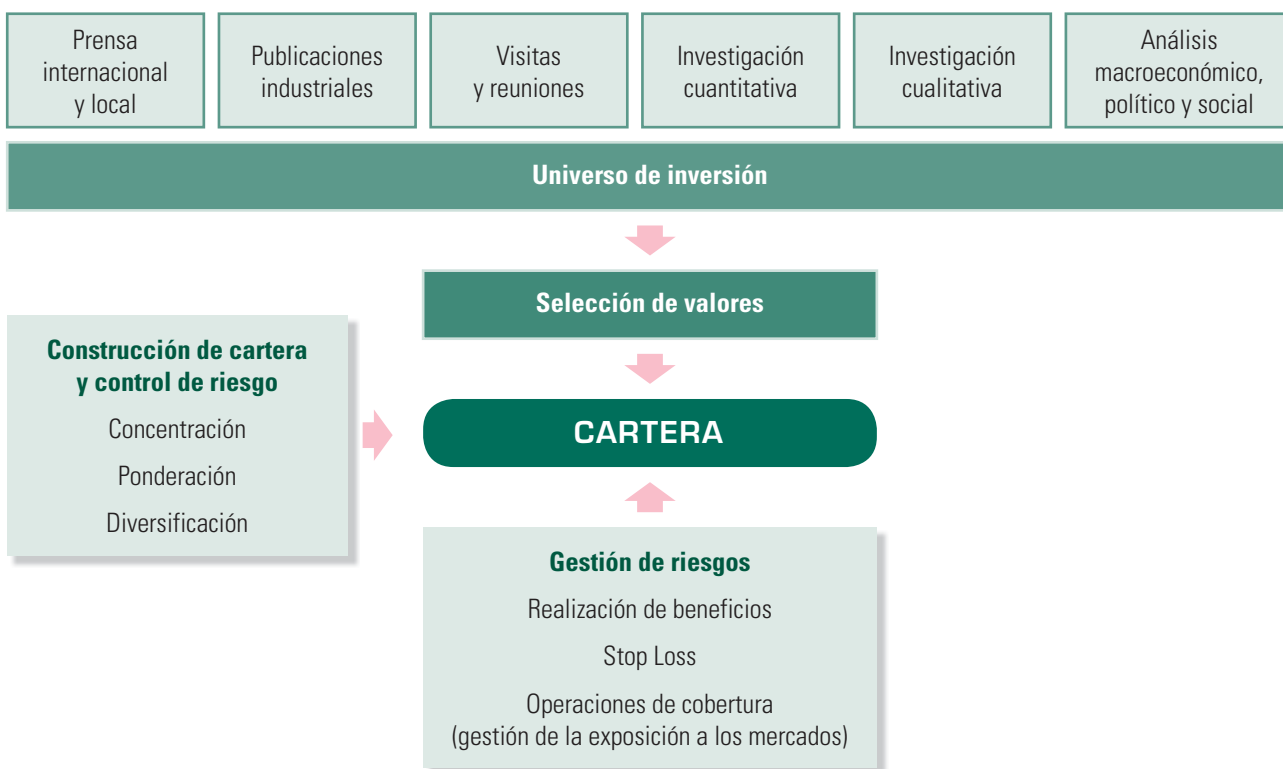 Prensa
internacional
y local
Publicaciones
industriales
Visitas
y reuniones
Investigación
cuantitativa
Investigación
cualitativa
Análisis
macroeconómico,
político y social
Universo de inversión
Selección de valores
Construcción de cartera
y control de riesgo
Concentración
Ponderación
Diversificación
CARTERA
Gestión de riesgos
Realización de beneficios
Stop Loss
Operaciones de cobertura
(gestión de la exposición a los mercados)